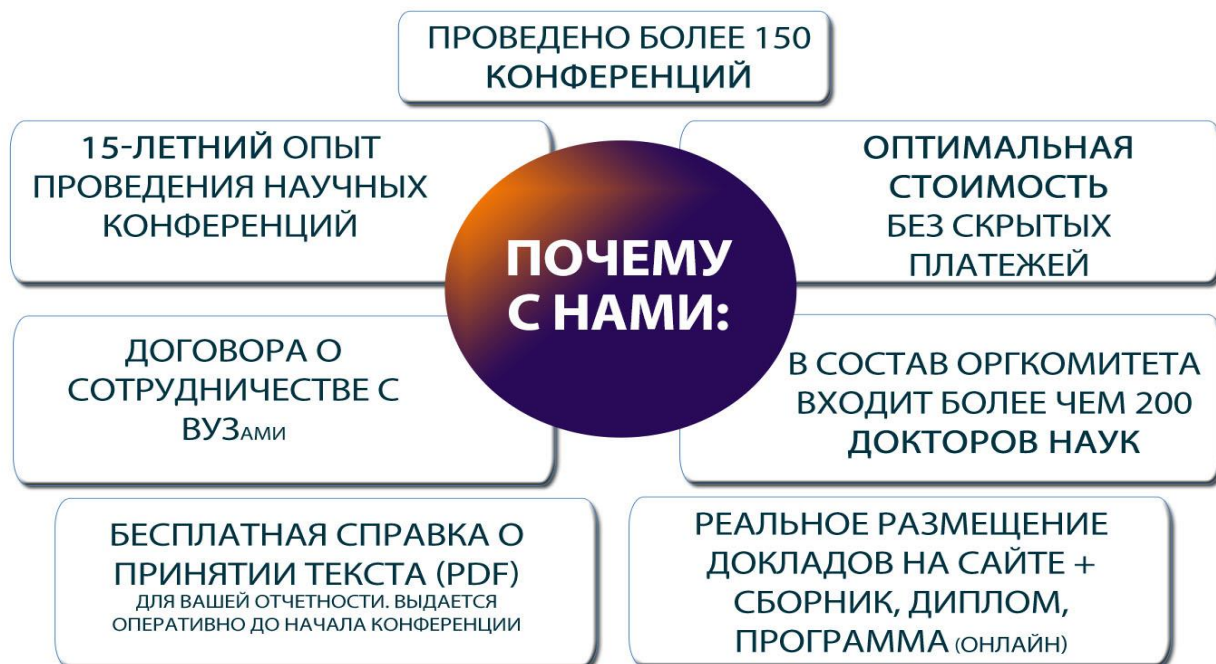 ПРОВЕДЕНО БОЛЕЕ 150
КОНФЕРЕНЦИЙ
15-ЛЕТНИЙ ОПЫТ
ПРОВЕДЕНИЯ НАУЧНЫХ
КОНФЕРЕНЦИЙ
ОПТИМАЛЬНАЯ
СТОИМОСТЬ
БЕЗ СКРЫТЫХ
ПЛАТЕЖЕЙ
ПОЧЕМУ
С НАМИ:
ДОГОВОРА О
СОТРУДНИЧЕСТВЕ С
ВУЗАМИ
В СОСТАВ ОРГКОМИТЕТА
ВХОДИТ БОЛЕЕ ЧЕМ 200
ДОКТОРОВ НАУК
БЕСПЛАТНАЯ СПРАВКА О
ПРИНЯТИИ ТЕКСТА (PDF)
ДЛЯ ВАШЕЙ ОТЧЕТНОСТИ. ВЫДАЕТСЯ
ОПЕРАТИВНО ДО НАЧАЛА КОНФЕРЕНЦИИ
РЕАЛЬНОЕ РАЗМЕЩЕНИЕ
ДОКЛАДОВ НА САЙТЕ +
СБОРНИК, ДИПЛОМ,
ПРОГРАММА (ОНЛАЙН)